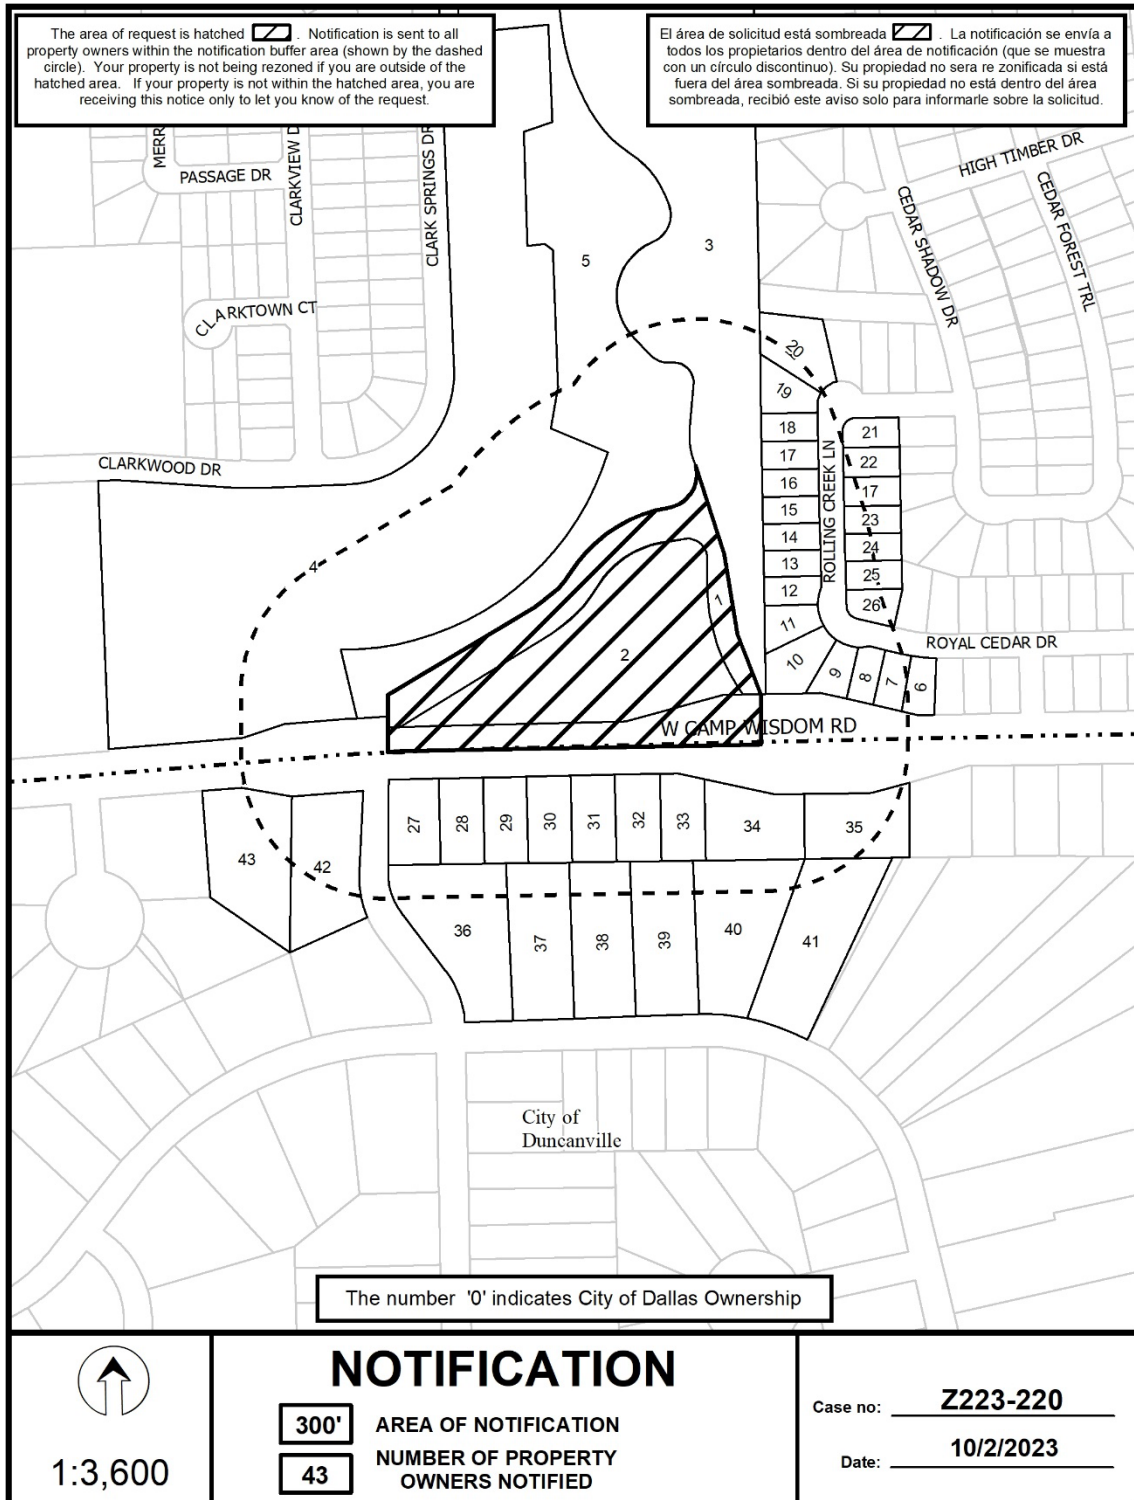 The area of request is hatched . Notification is sent to all
property owners within the notification buffer area (shown by the dashed
circle). Your property is not being rezoned if you are outside of the
hatched area. If your property is not within the hatched area, you are
receiving this notice only to let you know of the request.
El área de solicitud está sombreada . La notificación se envía a
todos los propietarios dentro del área de notificación (que se muestra
con un círculo discontinuo). Su propiedad no sera re zonificada si está
fuera del área sombreada. Si su propiedad no está dentro del área
sombreada, recibió este aviso solo para informarle sobre la solicitud.
MERR
PASSAGE DR
CLARKVIEW D
CLARK SPRINGS DR
CLARKTOWN CT
CLARKWOOD DR
HIGH TIMBER DR
CEDAR SHADOW DR
CEDAR FOREST TRL
5
3
20
19
18
17
16
15
14
13
12
11
10
ROLLING CREEK LN
21
22
17
23
24
25
26
ROYAL CEDAR DR
9
8
7
6
4
1
2
W CAMP WISDOM RD
27
28
29
30
31
32
33
34
35
43
42
36
37
38
39
40
41
City of
Duncanville
The number '0' indicates City of Dallas Ownership
1:3,600
NOTIFICATION
300' AREA OF NOTIFICATION
43 NUMBER OF PROPERTY
OWNERS NOTIFIED
Case no: Z223-220
Date: 10/2/2023